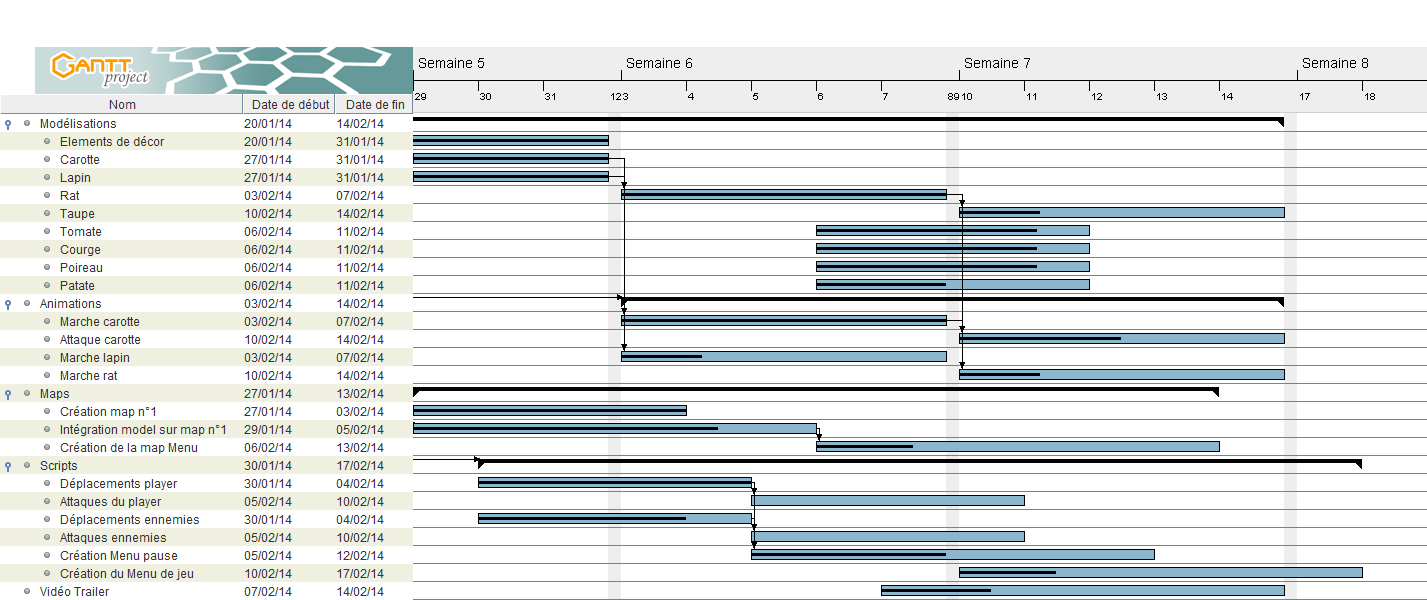 GANTT
project
Semaine 5 Semaine 6 Semaine 7 Semaine 8
Nom Date de début Date de fin 29 30 31 123 4 5 6 7 8910 11 12 13 14 17 18
Modélisations 20/01/14 14/02/14
Elements de décor 20/01/14 31/01/14
Carotte 27/01/14 31/01/14
Lapin 27/01/14 31/01/14
Rat 03/02/14 07/02/14
Taupe 10/02/14 14/02/14
Tomate 06/02/14 11/02/14
Courge 06/02/14 11/02/14
Poireau 06/02/14 11/02/14
Patate 06/02/14 11/02/14
Animations 03/02/14 14/02/14
Marche carotte 03/02/14 07/02/14
Attaque carotte 10/02/14 14/02/14
Marche lapin 03/02/14 07/02/14
Marche rat 10/02/14 14/02/14
Maps 27/01/14 13/02/14
Création map n°1 27/01/14 03/02/14
Intégration model sur map n°1 29/01/14 05/02/14
Création de la map Menu 06/02/14 13/02/14
Scripts 30/01/14 17/02/14
Déplacements player 30/01/14 04/02/14
Attaques du player 05/02/14 10/02/14
Déplacements ennemies 30/01/14 04/02/14
Attaques ennemies 05/02/14 10/02/14
Création Menu pause 05/02/14 12/02/14
Création du Menu de jeu 10/02/14 17/02/14
Vidéo Trailer 07/02/14 14/02/14